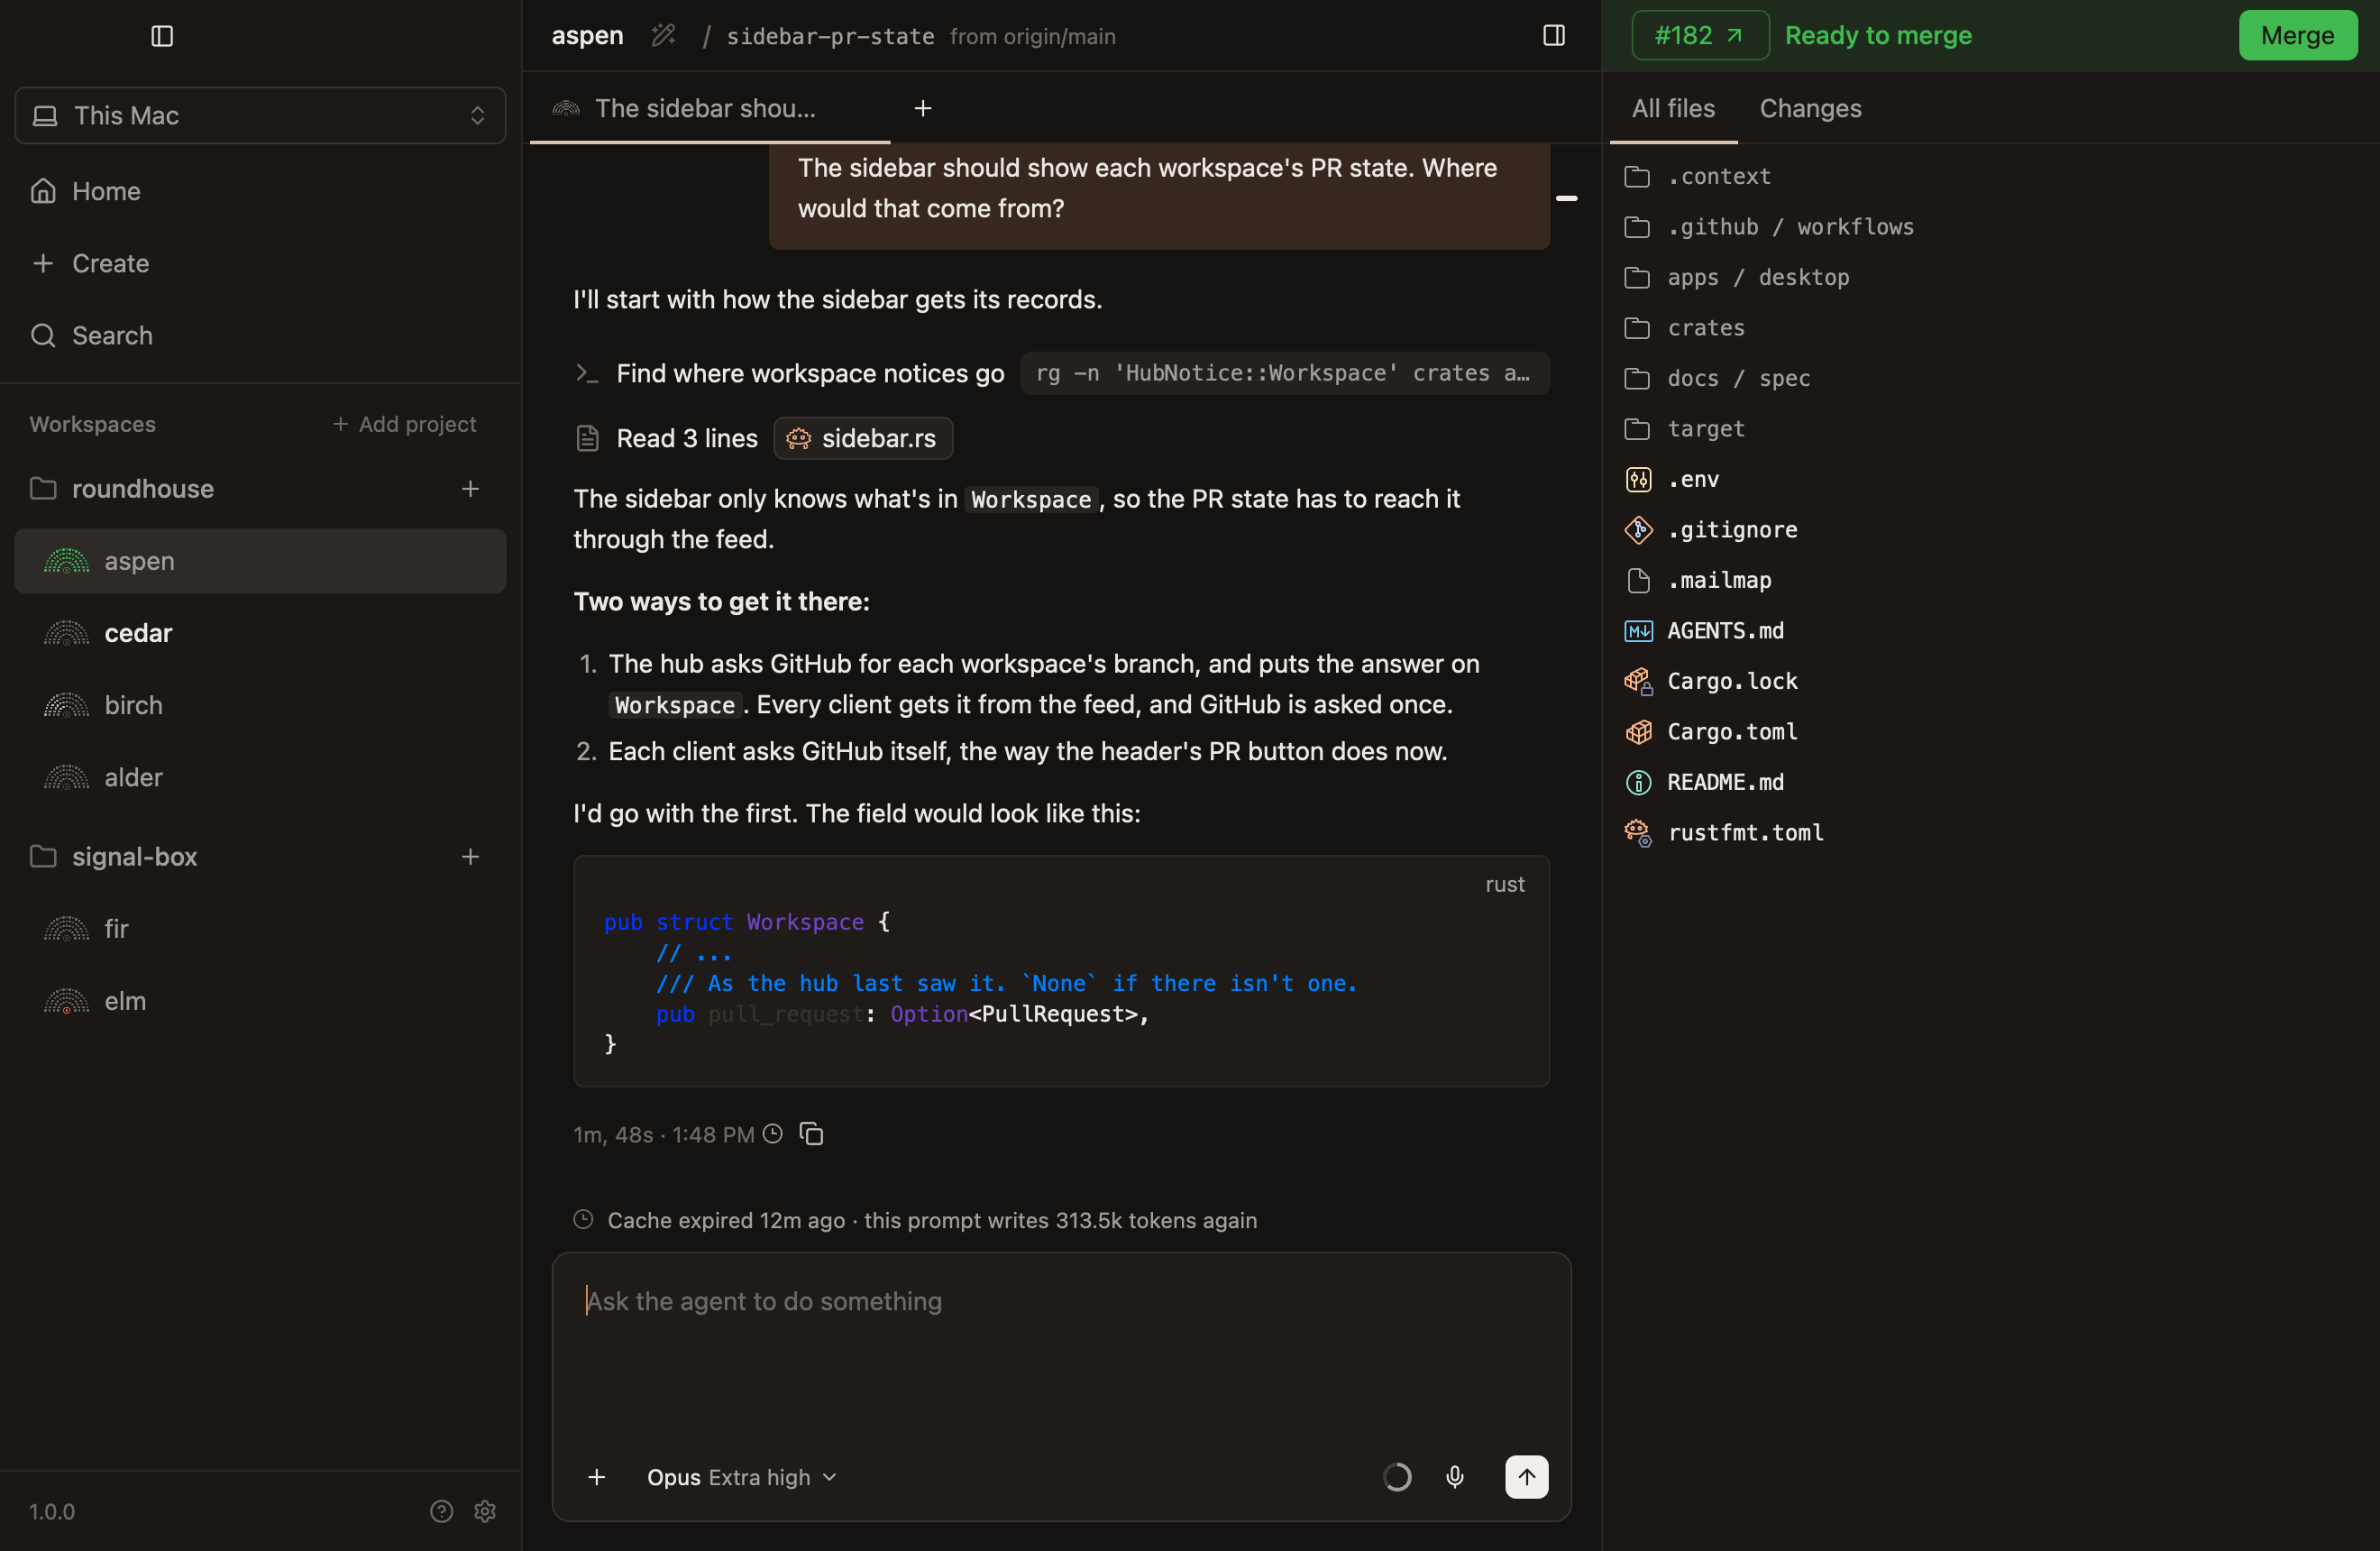 This Mac
Home
Create
Search
Workspaces
+ Add project
roundhouse
aspen
cedar
birch
alder
signal-box
fir
elm
1.0.0
aspen / sidebar-pr-state from origin/main
The sidebar shou...
The sidebar should show each workspace's PR state. Where
would that come from?
I'll start with how the sidebar gets its records.
Find where workspace notices go rg -n 'HubNotice::Workspace' crates a…
Read 3 lines sidebar.rs
The sidebar only knows what's in Workspace, so the PR state has to reach it
through the feed.
Two ways to get it there:
1. The hub asks GitHub for each workspace's branch, and puts the answer on
Workspace. Every client gets it from the feed, and GitHub is asked once.
2. Each client asks GitHub itself, the way the header's PR button does now.
I'd go with the first. The field would look like this:
rust
pub struct Workspace {
// ...
/// As the hub last saw it. `None` if there isn't one.
pub pull_request: Option<PullRequest>,
}
1m, 48s · 1:48 PM
Cache expired 12m ago · this prompt writes 313.5k tokens again
Ask the agent to do something
Opus Extra high
#182 Ready to merge
Merge
All files Changes
.context
.github / workflows
apps / desktop
crates
docs / spec
target
.env
.gitignore
.mailmap
AGENTS.md
Cargo.lock
Cargo.toml
README.md
rustfmt.toml